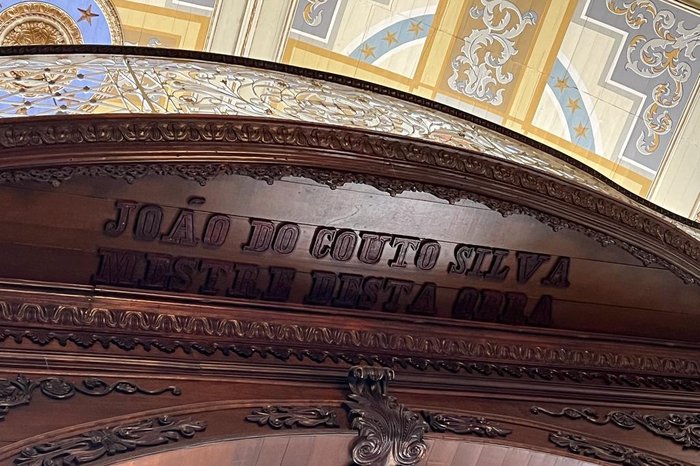 JOÃO DO COUTO SILVA
MESTRE DESTA OBRA